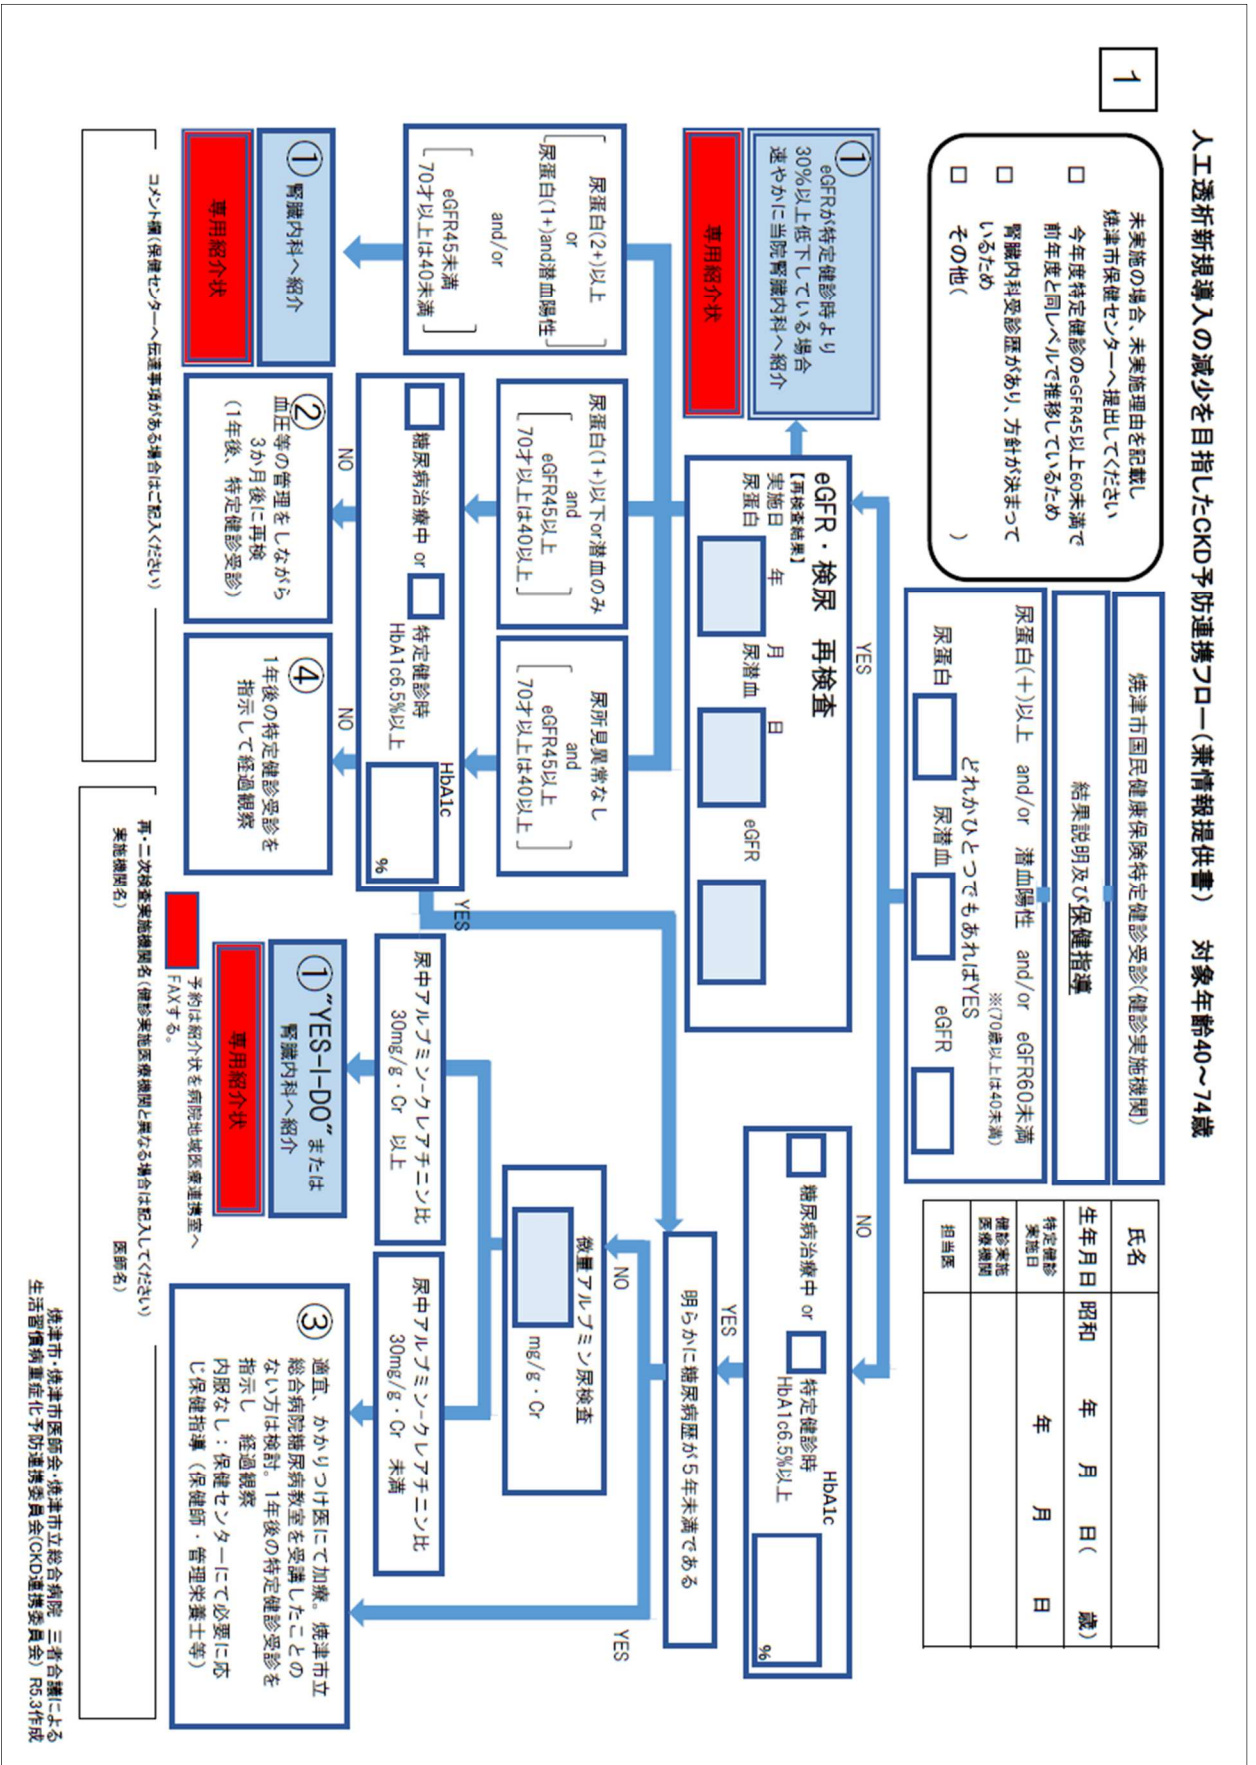 人工透析新規導入の減少を目指したCKD予防連携フロー(兼情報提供書)　対象年齢40～74歳
1
未実施の場合、未実施理由を記載し
焼津市保健センターへ提出してください
□　今年度特定健診のeGFR45以上60未満で
前年度と同レベルで推移しているため
□　腎臓内科受診歴があり、方針が決まって
いるため
□　その他(　　　)
焼津市国民健康保険特定健診受診(健診実施機関)
結果説明及び保健指導
尿蛋白(＋)以上　and/or　潜血陽性　and/or　eGFR60未満
※(70歳以上は40未満)
どれかひとつでもあればYES
尿蛋白　尿潜血　eGFR
氏名
生年月日　昭和　年　月　日(　歳)
特定健診
実施日　年　月　日
健診実施
医療機関
担当医
YES
NO
①
eGFRが特定健診時より
30%以上低下している場合
速やかに当院腎臓内科へ紹介
専用紹介状
eGFR・検尿　再検査
【再検査結果】
実施日　年　月　日
尿蛋白　尿潜血　eGFR
糖尿病治療中 or 特定健診時
HbA1c6.5%以上
HbA1c
%
YES
明らかに糖尿病歴が５年未満である
NO
YES
尿蛋白(2+)以上
or
尿蛋白(1+)and潜血陽性
and/or
eGFR45未満
70才以上は40未満
尿蛋白(1+)以下or潜血のみ
and
eGFR45以上
70才以上は40以上
尿所見異常なし
and
eGFR45以上
70才以上は40以上
微量アルブミン尿検査
mg/g・Cr
糖尿病治療中 or 特定健診時
HbA1c6.5%以上
HbA1c
%
YES
NO
NO
尿中アルブミン-クレアチニン比
30mg/g・Cr　以上
尿中アルブミン-クレアチニン比
30mg/g・Cr　未満
① 腎臓内科へ紹介
専用紹介状
②
血圧等の管理をしながら
3か月後に再検
(1年後、特定健診受診)
④
1年後の特定健診受診を
指示して経過観察
①“YES-I-DO”または
腎臓内科へ紹介
専用紹介状
予約は紹介状を病院地域医療連携室へ
FAXする。
③
適宜、かかりつけ医にて加療。焼津市立
総合病院糖尿病教室を受講したことの
ない方は検討。1年後の特定健診受診を
指示し　経過観察
内服なし：保健センターにて必要に応
じ保健指導（保健師・管理栄養士等）
コメント欄(保健センターへ伝達事項がある場合はご記入ください)
再・二次検査実施機関名(健診実施医療機関と異なる場合は記入してください)
実施機関名)　医師名)
焼津市・焼津市医師会・焼津市立総合病院　三者合議による
生活習慣病重症化予防連携委員会(CKD連携委員会)　R5.3作成